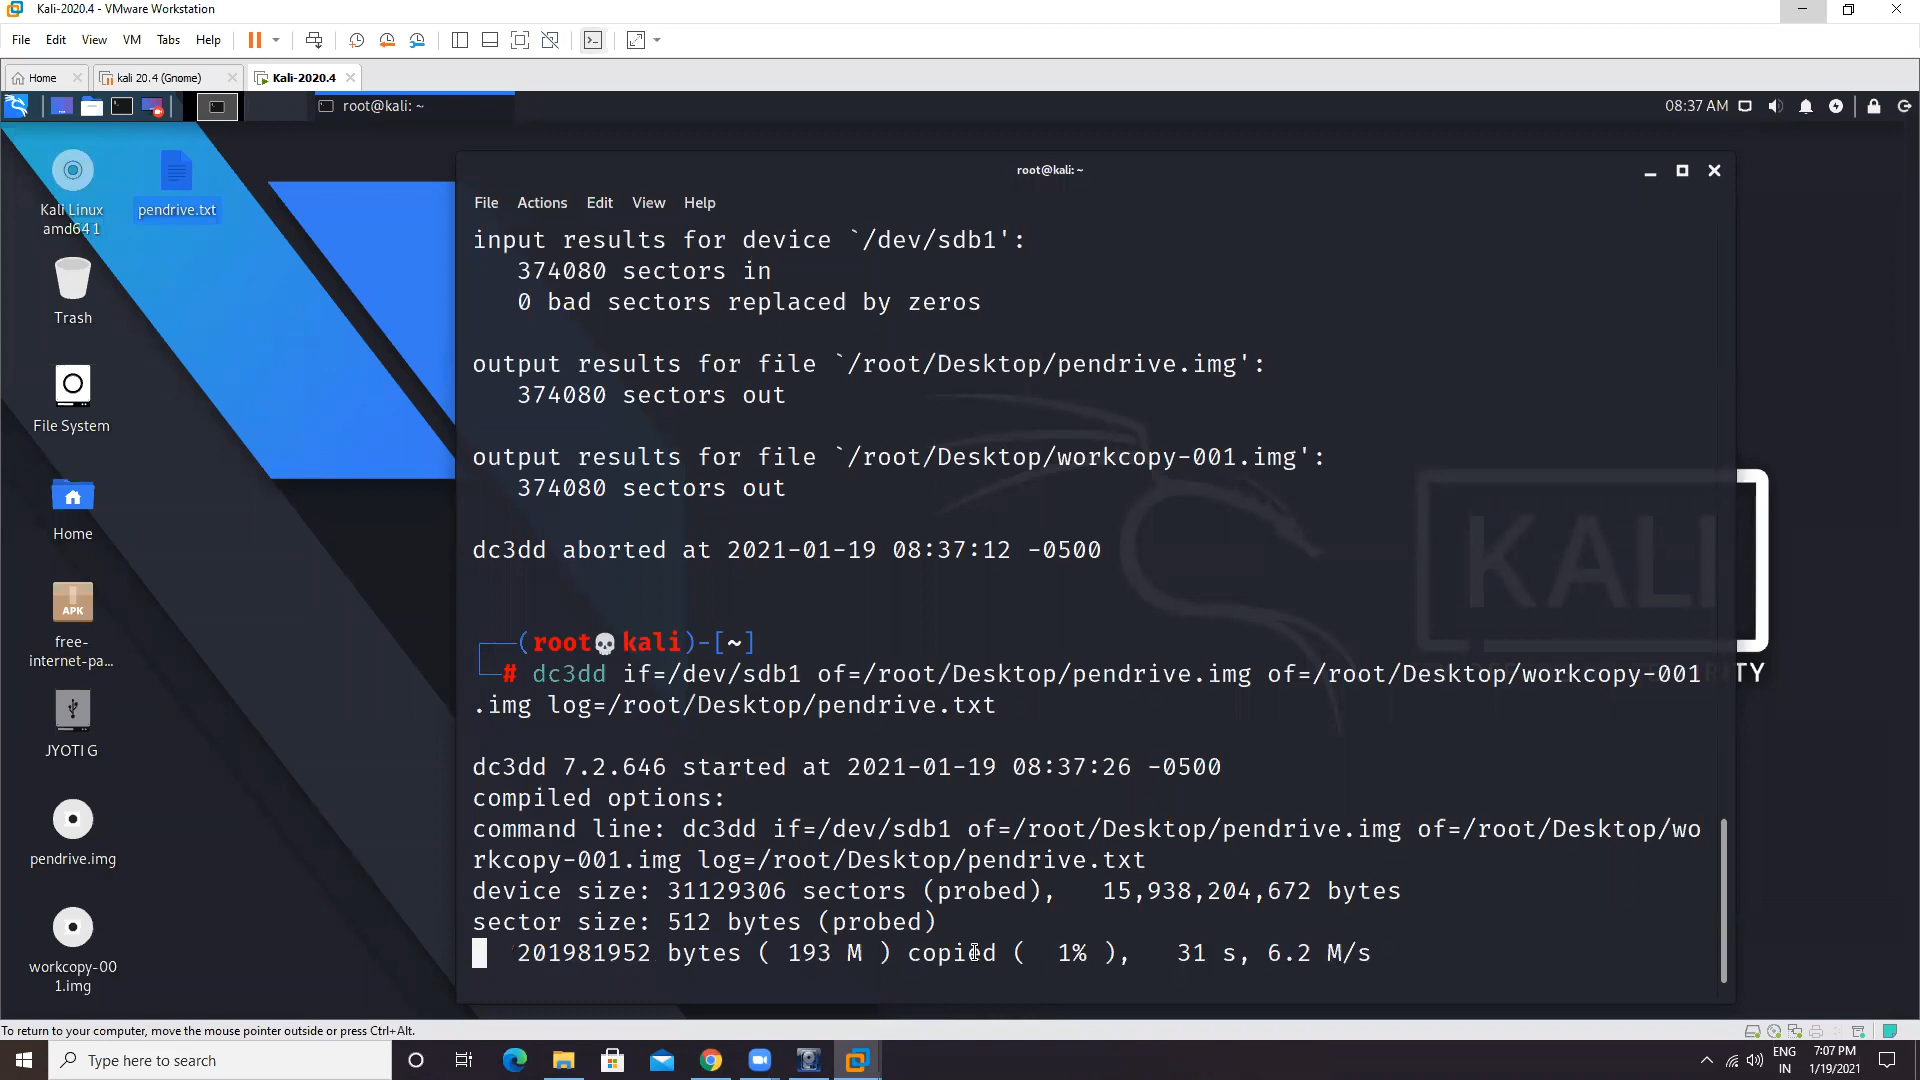 Kali-2020.4 - VMware Workstation
File Edit View VM Tabs Help
Home kali 20.4 (Gnome) Kali-2020.4
root@kali: ~ 08:37 AM
Kali Linux
amd64 1
pendrive.txt
Trash
File System
Home
APK
free-
internet-pa...
JYOTI G
pendrive.img
workcopy-00
1.img
root@kali: ~
File Actions Edit View Help
input results for device `/dev/sdb1':
374080 sectors in
0 bad sectors replaced by zeros
output results for file `/root/Desktop/pendrive.img':
374080 sectors out
output results for file `/root/Desktop/workcopy-001.img':
374080 sectors out
dc3dd aborted at 2021-01-19 08:37:12 -0500
(root💀kali)-[~]
# dc3dd if=/dev/sdb1 of=/root/Desktop/pendrive.img of=/root/Desktop/workcopy-001
.img log=/root/Desktop/pendrive.txt
dc3dd 7.2.646 started at 2021-01-19 08:37:26 -0500
compiled options:
command line: dc3dd if=/dev/sdb1 of=/root/Desktop/pendrive.img of=/root/Desktop/wo
rkcopy-001.img log=/root/Desktop/pendrive.txt
device size: 31129306 sectors (probed), 15,938,204,672 bytes
sector size: 512 bytes (probed)
201981952 bytes ( 193 M ) copied ( 1% ), 31 s, 6.2 M/s
KALI
TY
To return to your computer, move the mouse pointer outside or press Ctrl+Alt.
Type here to search
ENG
IN
7:07 PM
1/19/2021